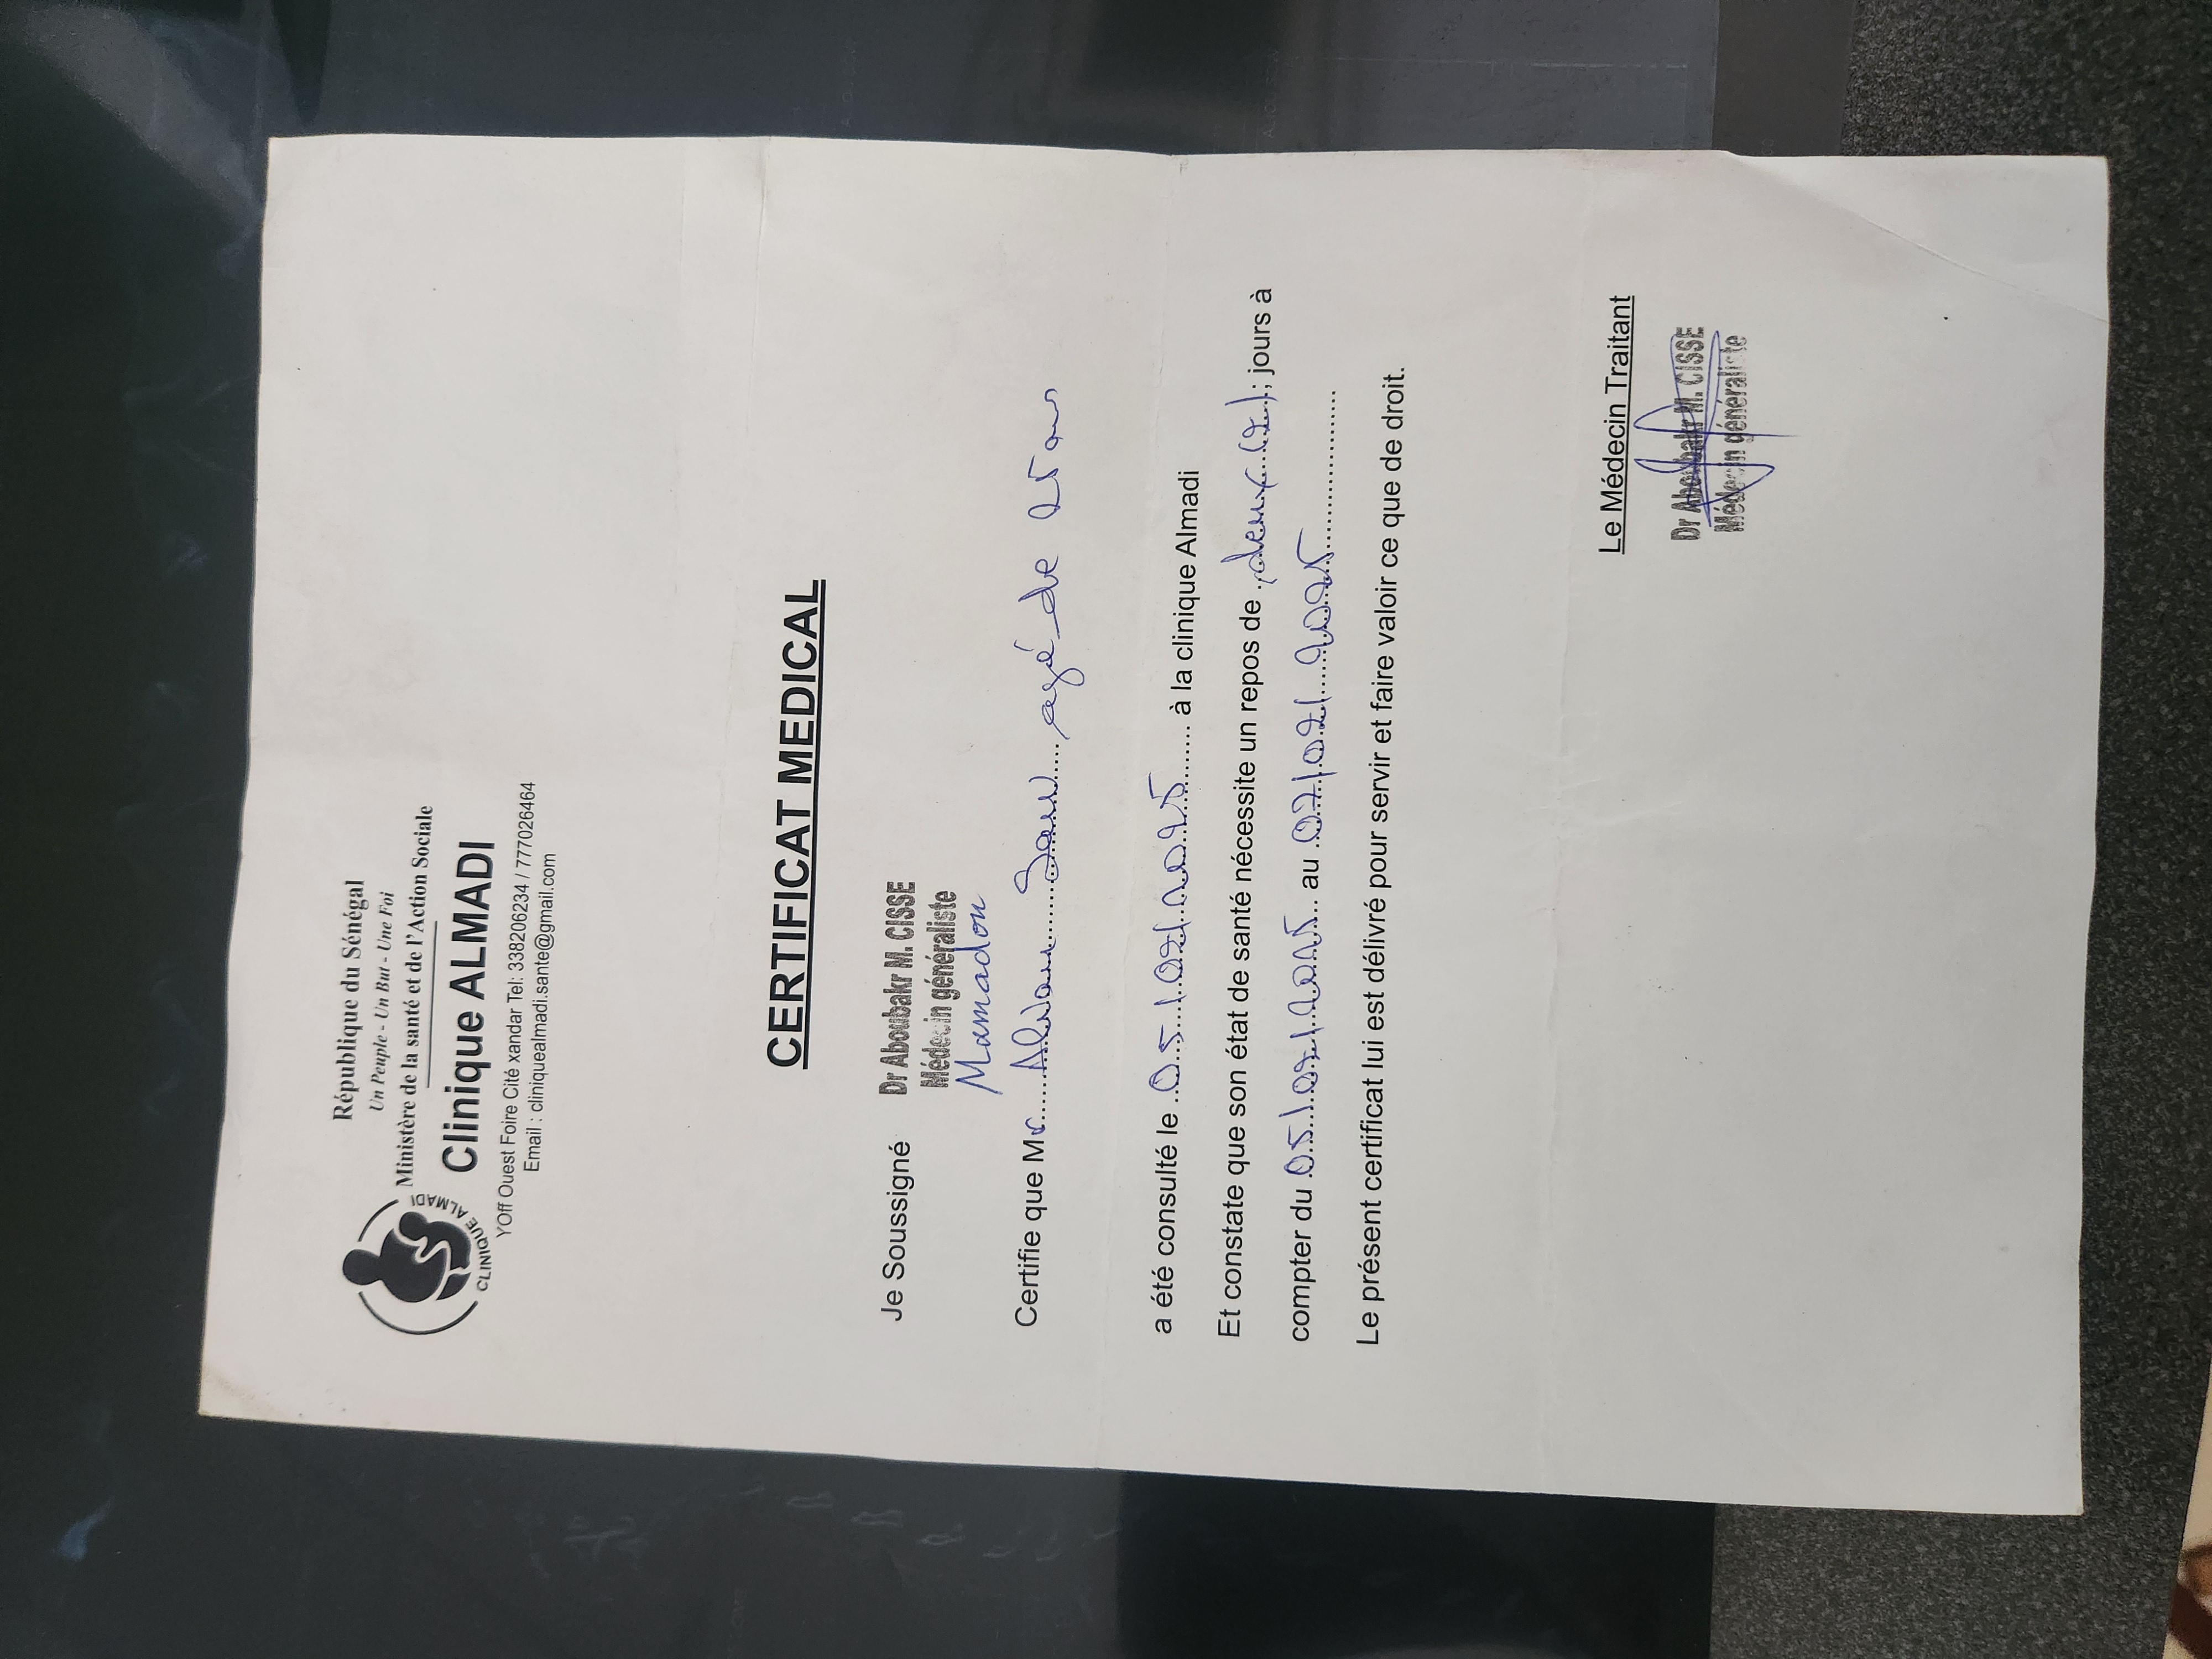 République du Sénégal
Un Peuple - Un But - Une Foi
Ministère de la santé et de l'Action Sociale
CLINIQUE ALMADI
Clinique ALMADI
YOff Ouest Foire Cité xandar Tel: 338206234 / 777026464
Email : cliniquealmadi.sante@gmail.com
CERTIFICAT MEDICAL
Je Soussigné Dr Aboubakr M. CISSE
Médecin généraliste
Mamadou
Certifie que Mr agé de 25 ans
a été consulté le 05/02/2025 à la clinique Almadi
Et constate que son état de santé nécessite un repos de deux (2) ; jours à
compter du 05/02/2025 au 07/02/2025
Le présent certificat lui est délivré pour servir et faire valoir ce que de droit.
Le Médecin Traitant
Dr Aboubakr M. CISSE
Médecin généraliste